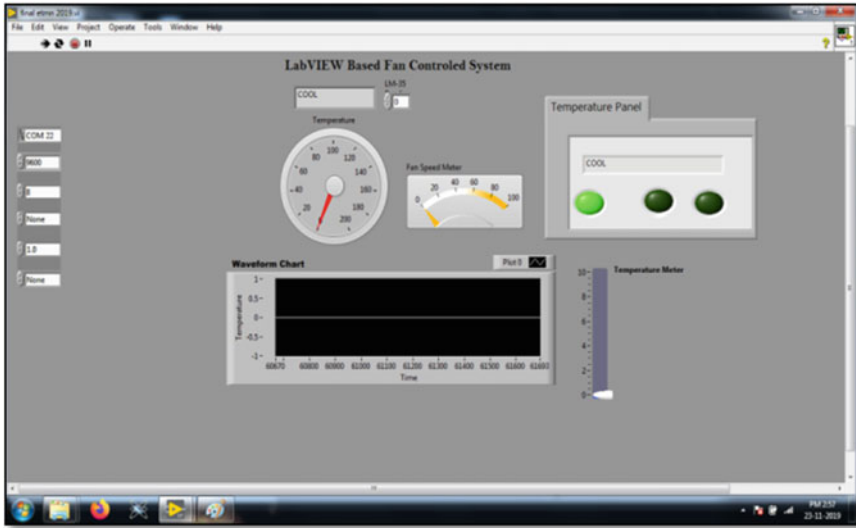 final etmn 2019.vi
File Edit View Project Operate Tools Window Help
LabVIEW Based Fan Controled System
COOL
LM-35
0
COM 22
9600
8
None
1.0
None
Temperature
0 20 40 60 80 100 120 140 160 180 200
Fan Speed Meter
0 20 40 60 80 100
Temperature Panel
COOL
Waveform Chart
Plot 0
Temperature
1
0.5
0
-0.5
-1
60670 60800 60900 61000 61100 61200 61300 61400 61500 61600 61693
Time
Temperature Meter
10
8
6
4
2
0
PM 2:57
23-11-2019